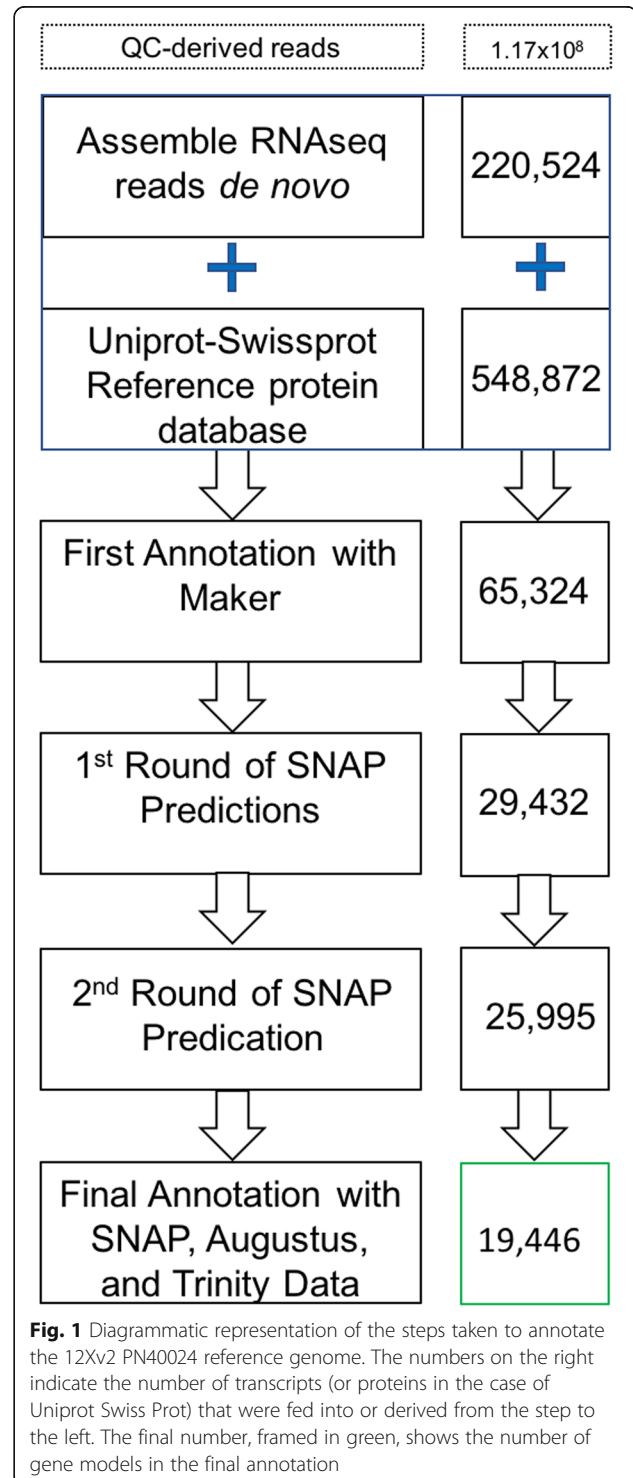 QC-derived reads 1.17x10⁸
Assemble RNAseq
reads de novo
220,524
+ +
Uniprot-Swissprot
Reference protein
database
548,872
First Annotation with
Maker
65,324
1st Round of SNAP
Predictions
29,432
2nd Round of SNAP
Predication
25,995
Final Annotation with
SNAP, Augustus,
and Trinity Data
19,446
Fig. 1 Diagrammatic representation of the steps taken to annotate
the 12Xv2 PN40024 reference genome. The numbers on the right
indicate the number of transcripts (or proteins in the case of
Uniprot Swiss Prot) that were fed into or derived from the step to
the left. The final number, framed in green, shows the number of
gene models in the final annotation